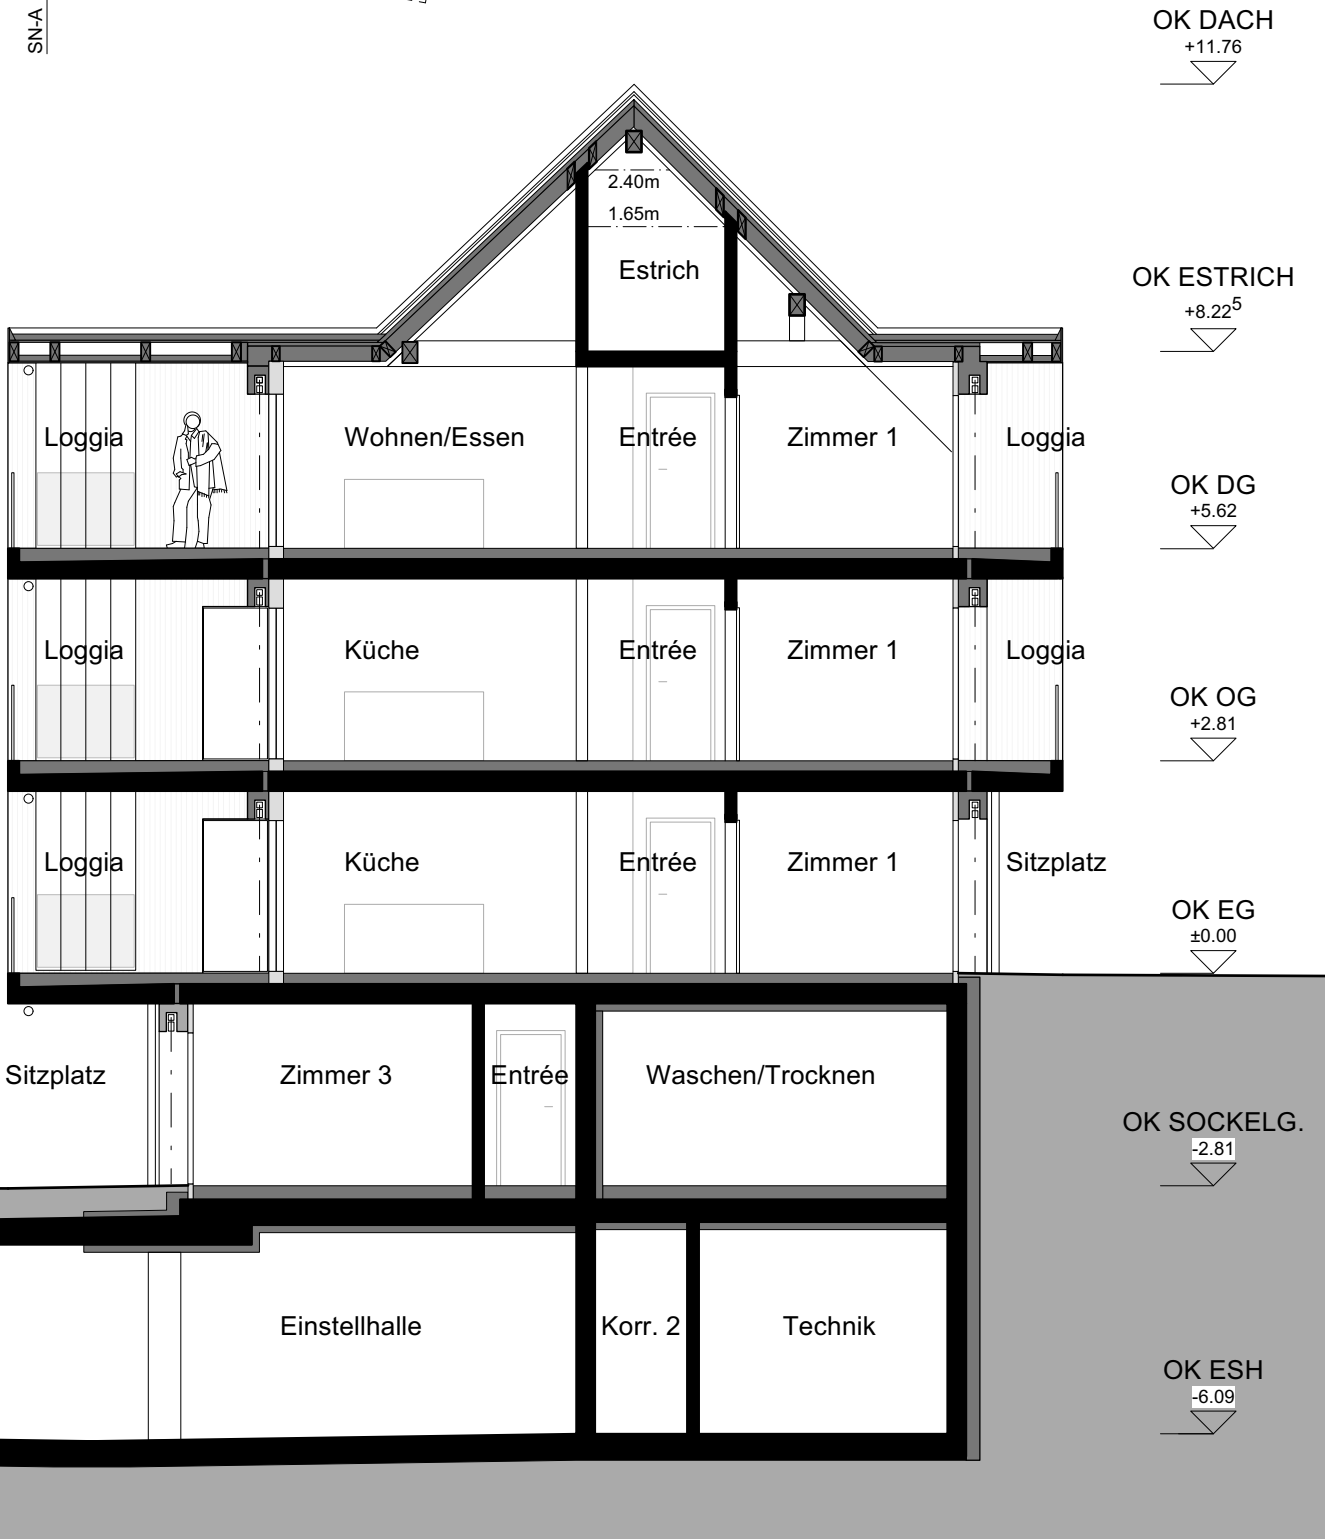 SN-A
OK DACH
+11.76
2.40m
1.65m
Estrich
OK ESTRICH
+8.22⁵
Loggia Wohnen/Essen Entrée Zimmer 1 Loggia
OK DG
+5.62
Loggia Küche Entrée Zimmer 1 Loggia
OK OG
+2.81
Loggia Küche Entrée Zimmer 1 Sitzplatz
OK EG
±0.00
Sitzplatz Zimmer 3 Entrée Waschen/Trocknen
OK SOCKELG.
-2.81
Einstellhalle Korr. 2 Technik
OK ESH
-6.09